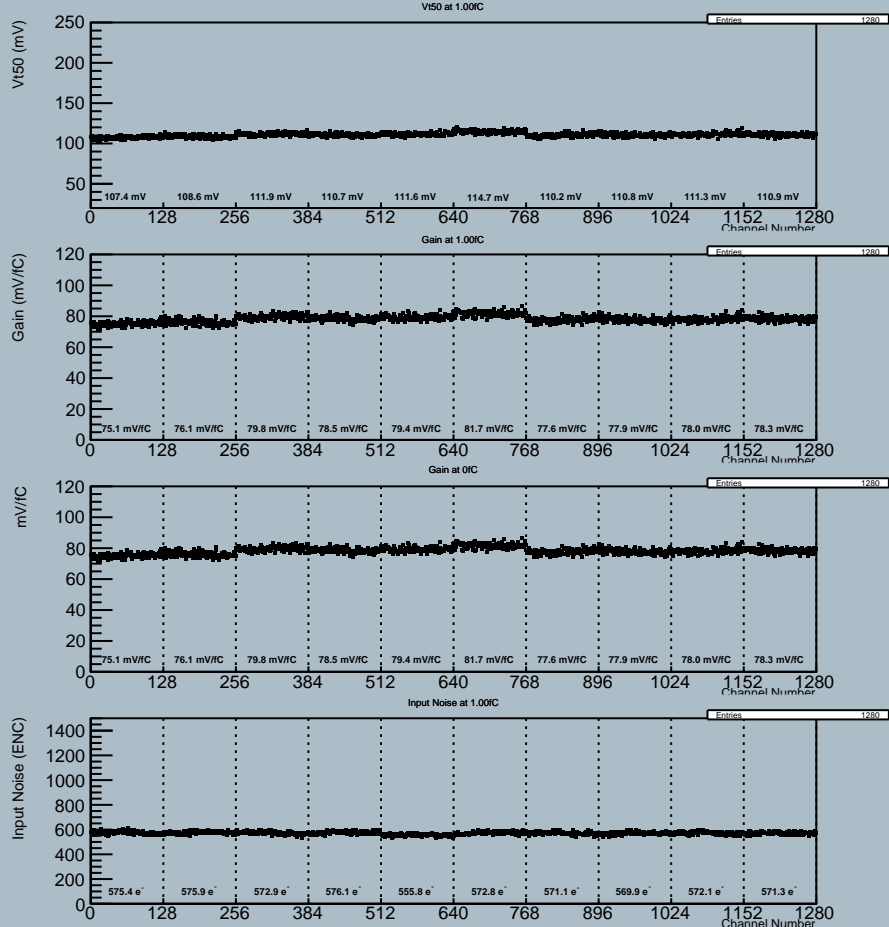 Vt50 at 1.00fC
Entries 1280
Vt50 (mV)
250
200
150
100
50
107.4 mV 108.6 mV 111.9 mV 110.7 mV 111.6 mV 114.7 mV 110.2 mV 110.8 mV 111.3 mV 110.9 mV
0 128 256 384 512 640 768 896 1024 1152 1280
Channel Number
Gain at 1.00fC
Entries 1280
Gain (mV/fC)
120
100
80
60
40
20
0
75.1 mV/fC 76.1 mV/fC 79.8 mV/fC 78.5 mV/fC 79.4 mV/fC 81.7 mV/fC 77.6 mV/fC 77.9 mV/fC 78.0 mV/fC 78.3 mV/fC
0 128 256 384 512 640 768 896 1024 1152 1280
Channel Number
Gain at 0fC
Entries 1280
mV/fC
120
100
80
60
40
20
0
75.1 mV/fC 76.1 mV/fC 79.8 mV/fC 78.5 mV/fC 79.4 mV/fC 81.7 mV/fC 77.6 mV/fC 77.9 mV/fC 78.0 mV/fC 78.3 mV/fC
0 128 256 384 512 640 768 896 1024 1152 1280
Channel Number
Input Noise at 1.00fC
Entries 1280
Input Noise (ENC)
1400
1200
1000
800
600
400
200
0
575.4 e⁻ 575.9 e⁻ 572.9 e⁻ 576.1 e⁻ 555.8 e⁻ 572.8 e⁻ 571.1 e⁻ 569.9 e⁻ 572.1 e⁻ 571.3 e⁻
0 128 256 384 512 640 768 896 1024 1152 1280
Channel Number